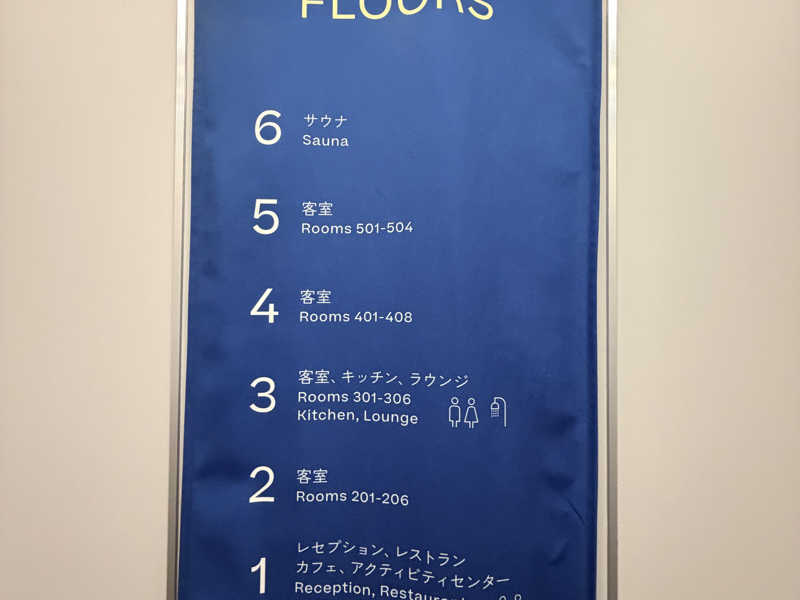 FLOORS
6 サウナ
Sauna
5 客室
Rooms 501-504
4 客室
Rooms 401-408
3 客室、キッチン、ラウンジ
Rooms 301-306
Kitchen, Lounge
2 客室
Rooms 201-206
1 レセプション、レストラン
カフェ、アクティビティセンター
Reception, Restaurant